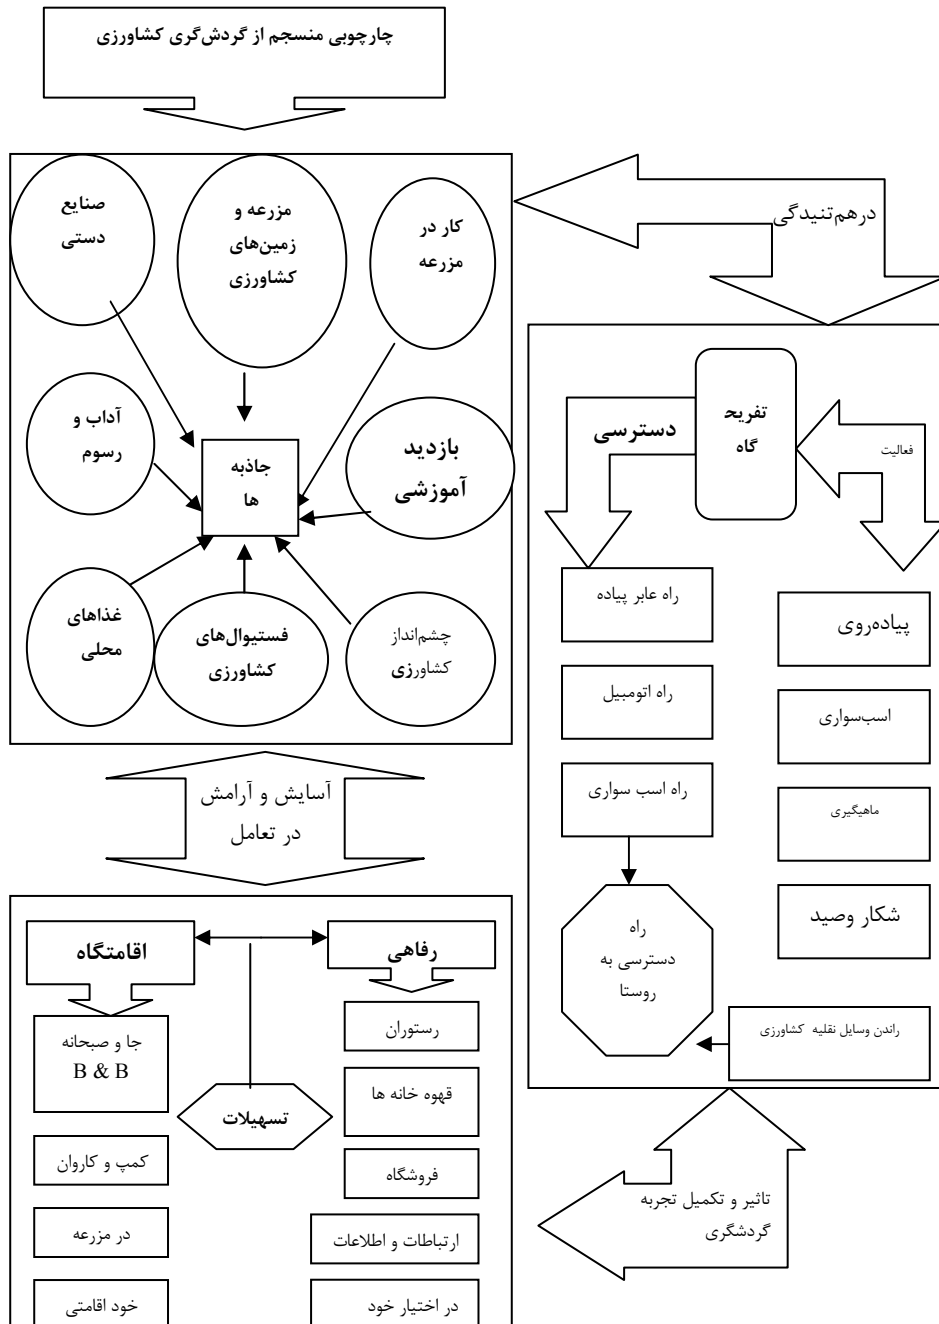 چارچوبی منسجم از گردش‌گری کشاورزی
صنایع
دستی
مزرعه و
زمین‌های
کشاورزی
کار در
مزرعه
درهم‌تنیدگی
آداب و
رسوم
جاذبه
ها
بازدید
آموزشی
غذاهای
محلی
فستیوال‌های
کشاورزی
چشم‌انداز
کشاورزی
تفریح
گاه
دسترسی
فعالیت
راه عابر پیاده
راه اتومبیل
راه اسب سواری
راه
دسترسی به
روستا
پیاده‌روی
اسب‌سواری
ماهیگیری
شکار وصید
راندن وسایل نقلیه کشاورزی
آسایش و آرامش
در تعامل
رفاهی
اقامتگاه
تسهیلات
رستوران
قهوه خانه ها
فروشگاه
ارتباطات و اطلاعات
در اختیار خود
جا و صبحانه
B & B
کمپ و کاروان
در مزرعه
خود اقامتی
تاثیر و تکمیل تجربه
گردشگری